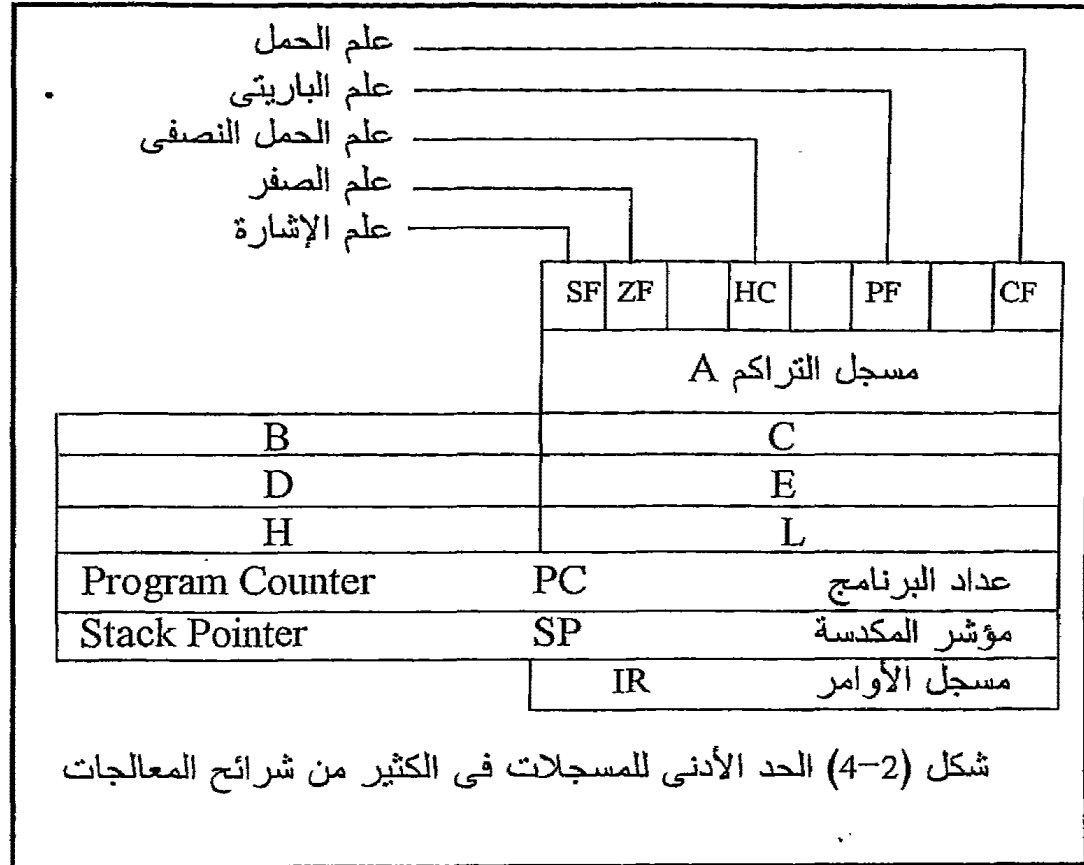 علم الحمل
علم الباريتى
علم الحمل النصفى
علم الصفر
علم الإشارة
SF ZF HC PF CF
مسجل التراكم A
B C
D E
H L
Program Counter PC عداد البرنامج
Stack Pointer SP مؤشر المكدسة
IR مسجل الأوامر
شكل (2-4) الحد الأدنى للمسجلات فى الكثير من شرائح المعالجات